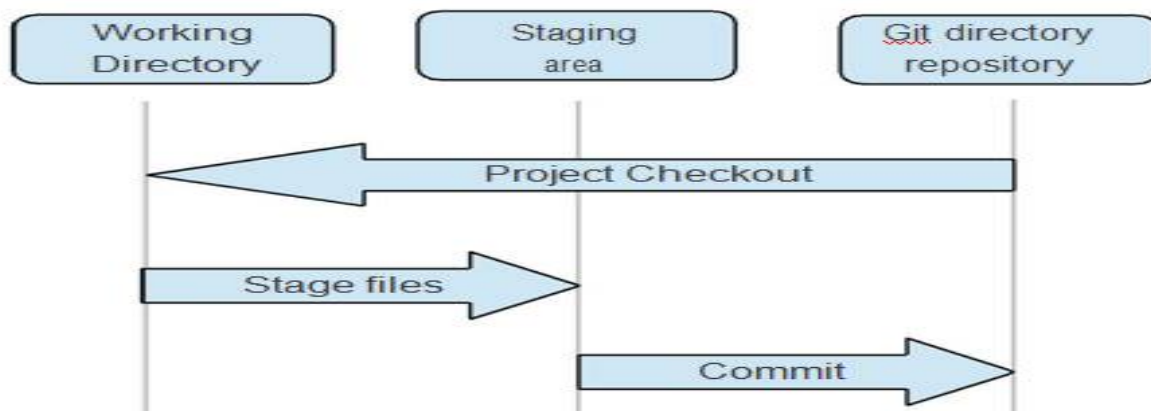 Working
Directory
Staging
area
Git directory
repository
Project Checkout
Stage files
Commit